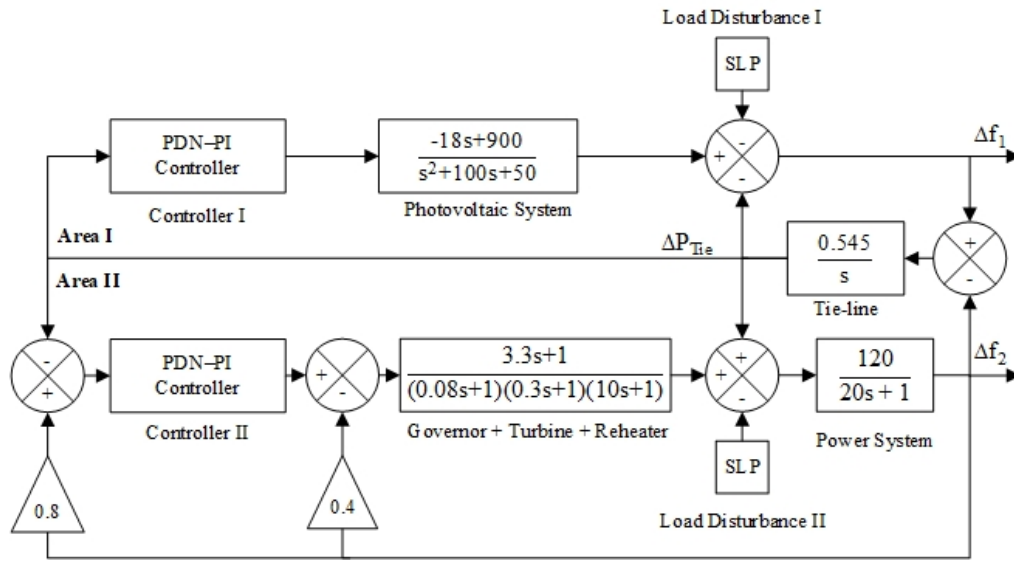 Load Disturbance I
SLP
PDN–PI
Controller
Controller I
-18s+900
s²+100s+50
Photovoltaic System
+
-
-
Δf₁
Area I
ΔP_Tie
0.545
s
Tie-line
+
-
Area II
-
+
PDN–PI
Controller
Controller II
+
-
3.3s+1
(0.08s+1)(0.3s+1)(10s+1)
Governor + Turbine + Reheater
+
+
-
120
20s + 1
Power System
Δf₂
SLP
Load Disturbance II
0.8
0.4